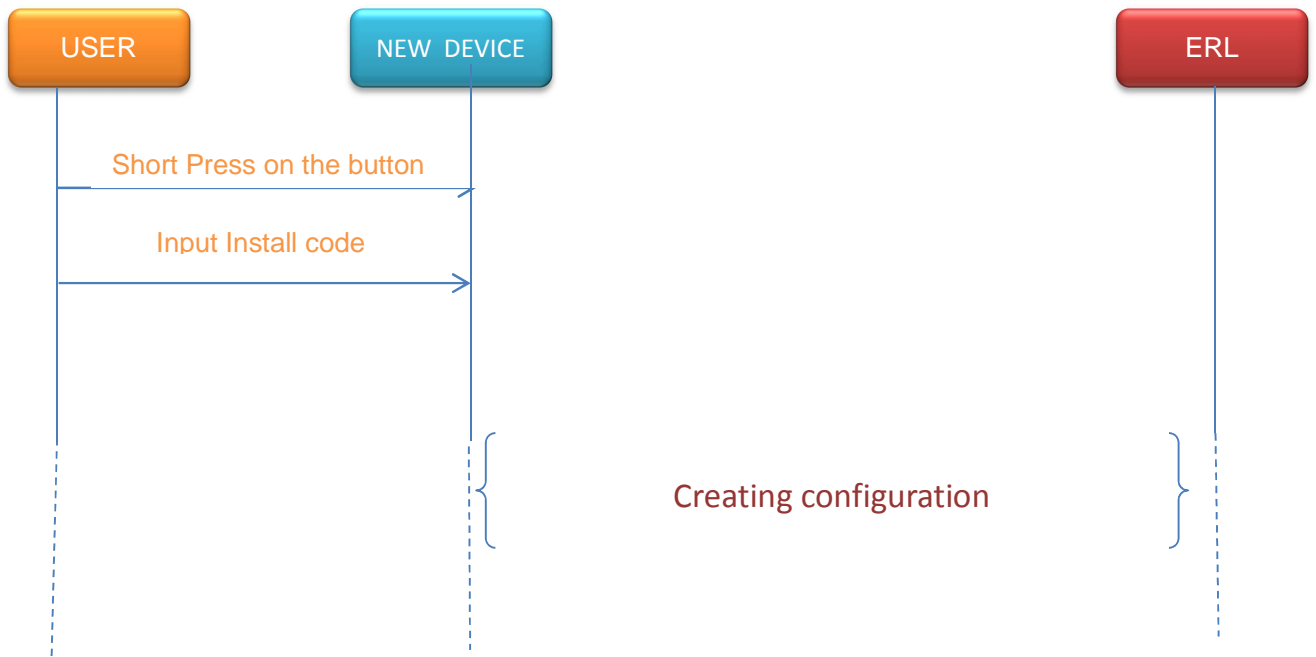 USER
NEW DEVICE
ERL
Short Press on the button
Input Install code
Creating configuration